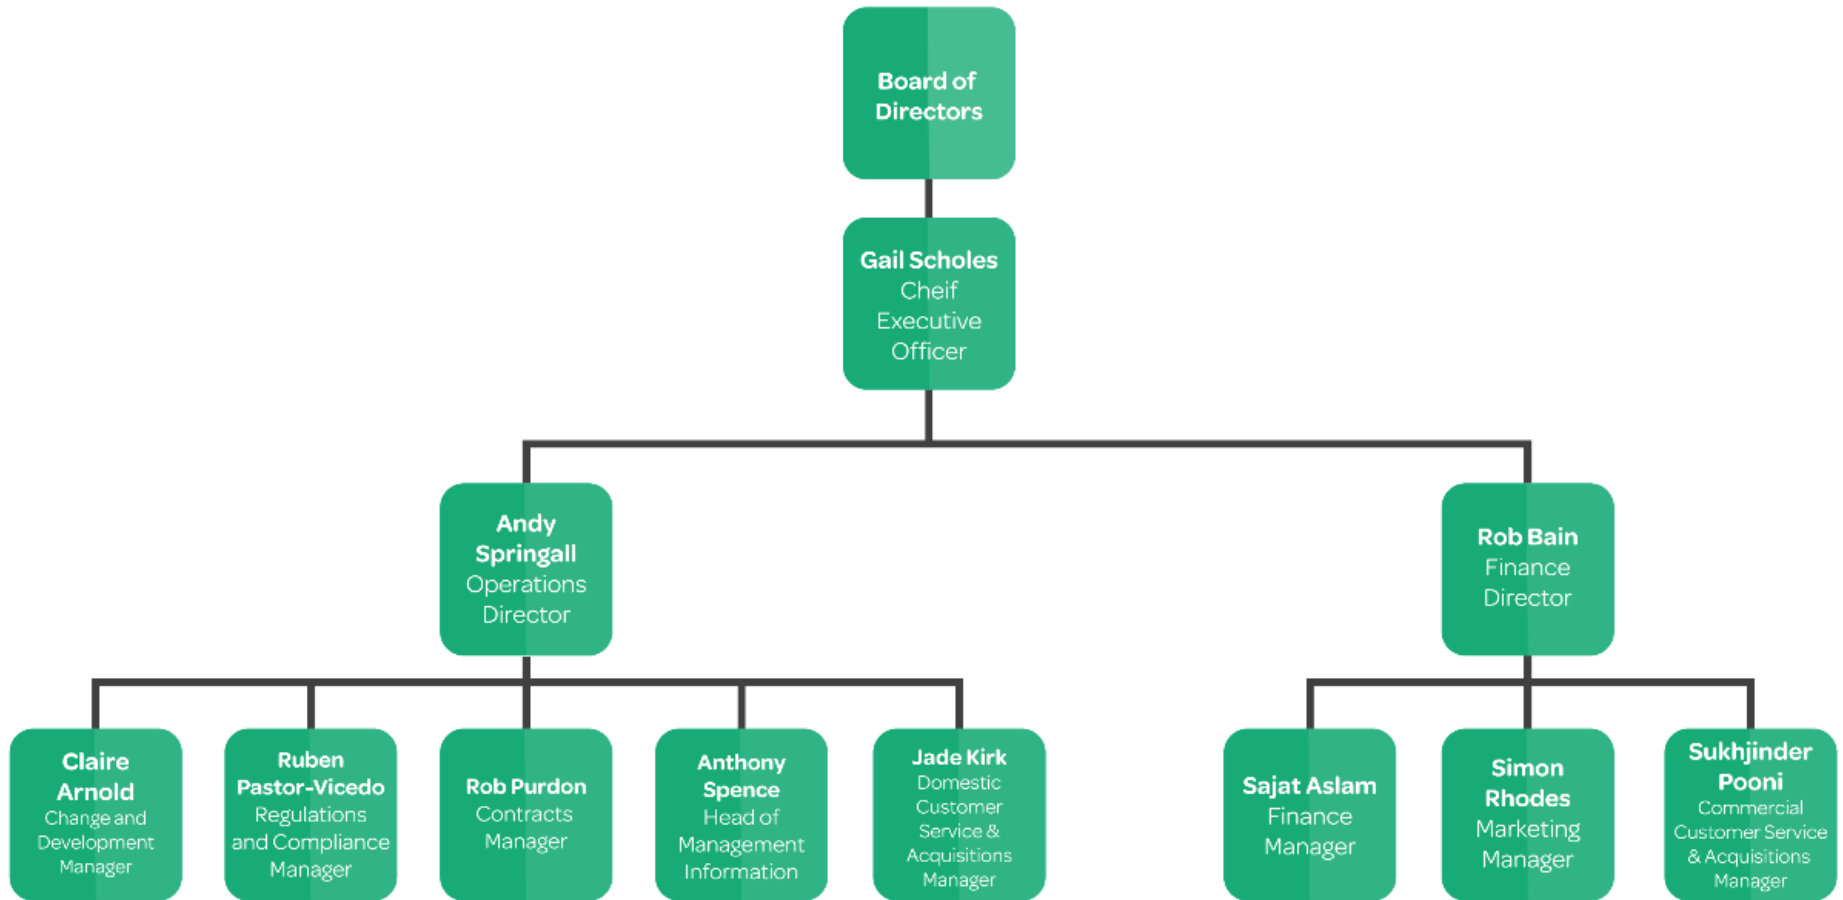 Board of
Directors
Gail Scholes
Cheif
Executive
Officer
Andy
Springall
Operations
Director
Rob Bain
Finance
Director
Claire
Arnold
Change and
Development
Manager
Ruben
Pastor-Vicedo
Regulations
and Compliance
Manager
Rob Purdon
Contracts
Manager
Anthony
Spence
Head of
Management
Information
Jade Kirk
Domestic
Customer
Service &
Acquisitions
Manager
Sajat Aslam
Finance
Manager
Simon
Rhodes
Marketing
Manager
Sukhjinder
Pooni
Commercial
Customer Service
& Acquisitions
Manager